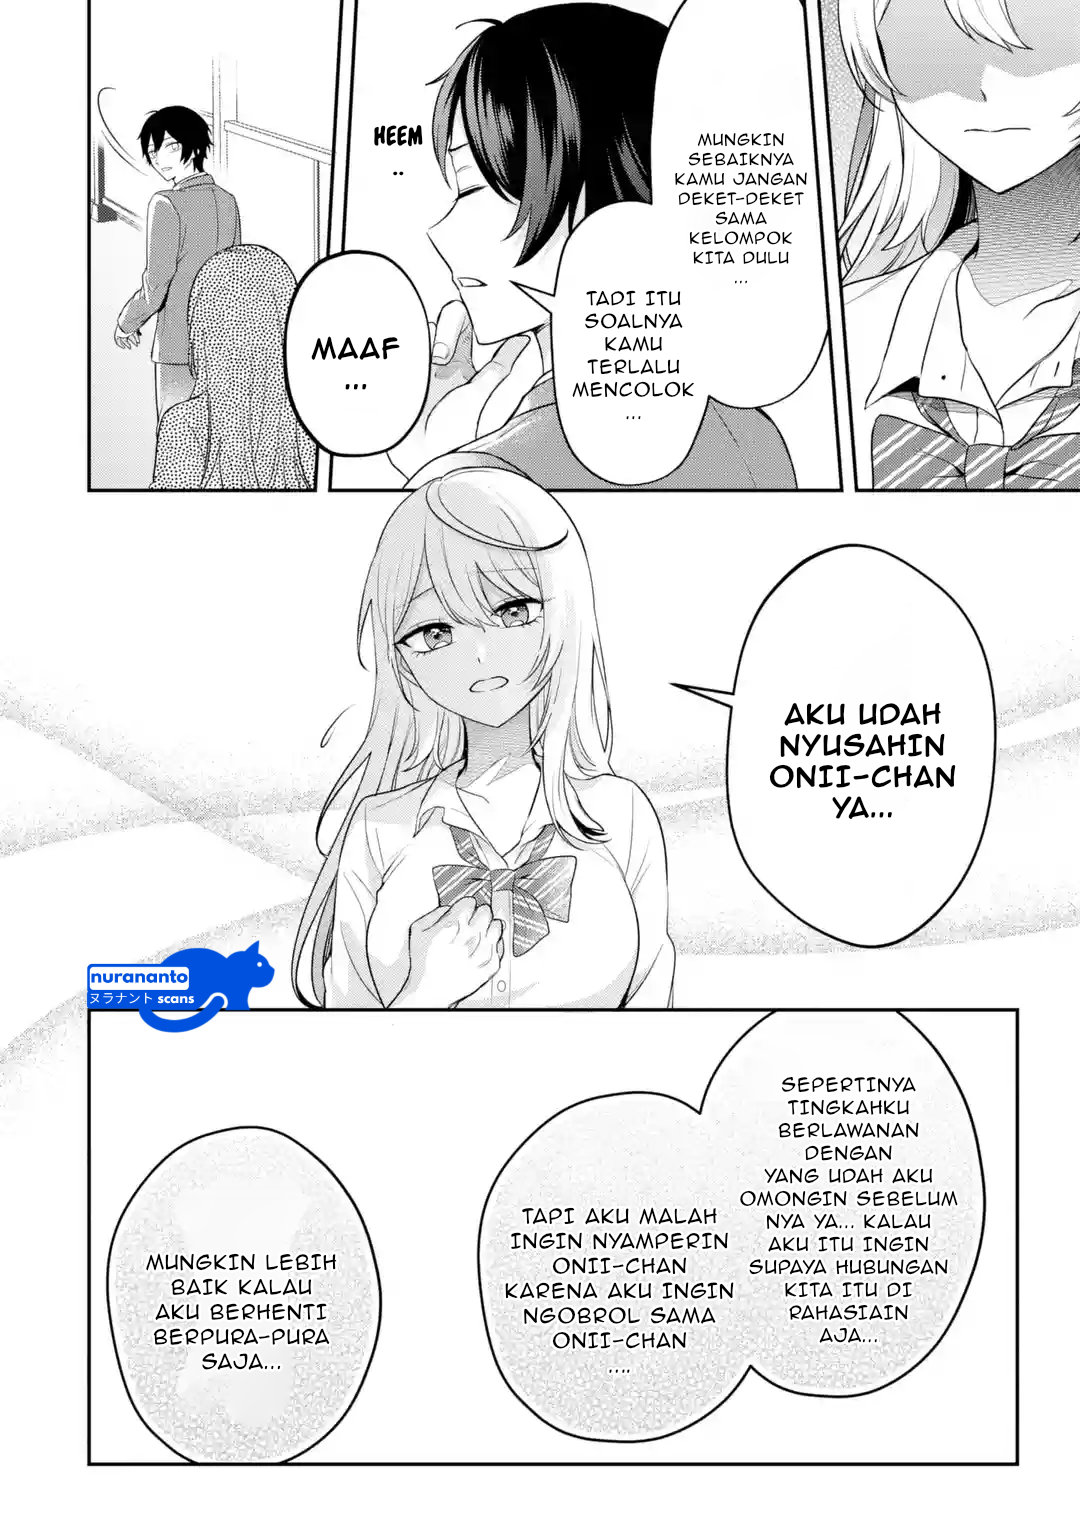 MUNGKIN
SEBAIKNYA
KAMU JANGAN
DEKET-DEKET
SAMA
KELOMPOK
KITA DULU
...
TADI ITU
SOALNYA
KAMU
TERLALU
MENCOLOK
...
HEEM
..
MAAF
...
AKU UDAH
NYUSAHIN
ONII-CHAN
YA...
nurananto
ヌラナント scans
SEPERTINYA
TINGKAHKU
BERLAWANAN
DENGAN
YANG UDAH AKU
OMONGIN SEBELUM
NYA YA... KALAU
AKU ITU INGIN
SUPAYA HUBUNGAN
KITA ITU DI
RAHASIAIN
AJA...
TAPI AKU MALAH
INGIN NYAMPERIN
ONII-CHAN
KARENA AKU INGIN
NGOBROL SAMA
ONII-CHAN
....
MUNGKIN LEBIH
BAIK KALAU
AKU BERHENTI
BERPURA-PURA
SAJA...